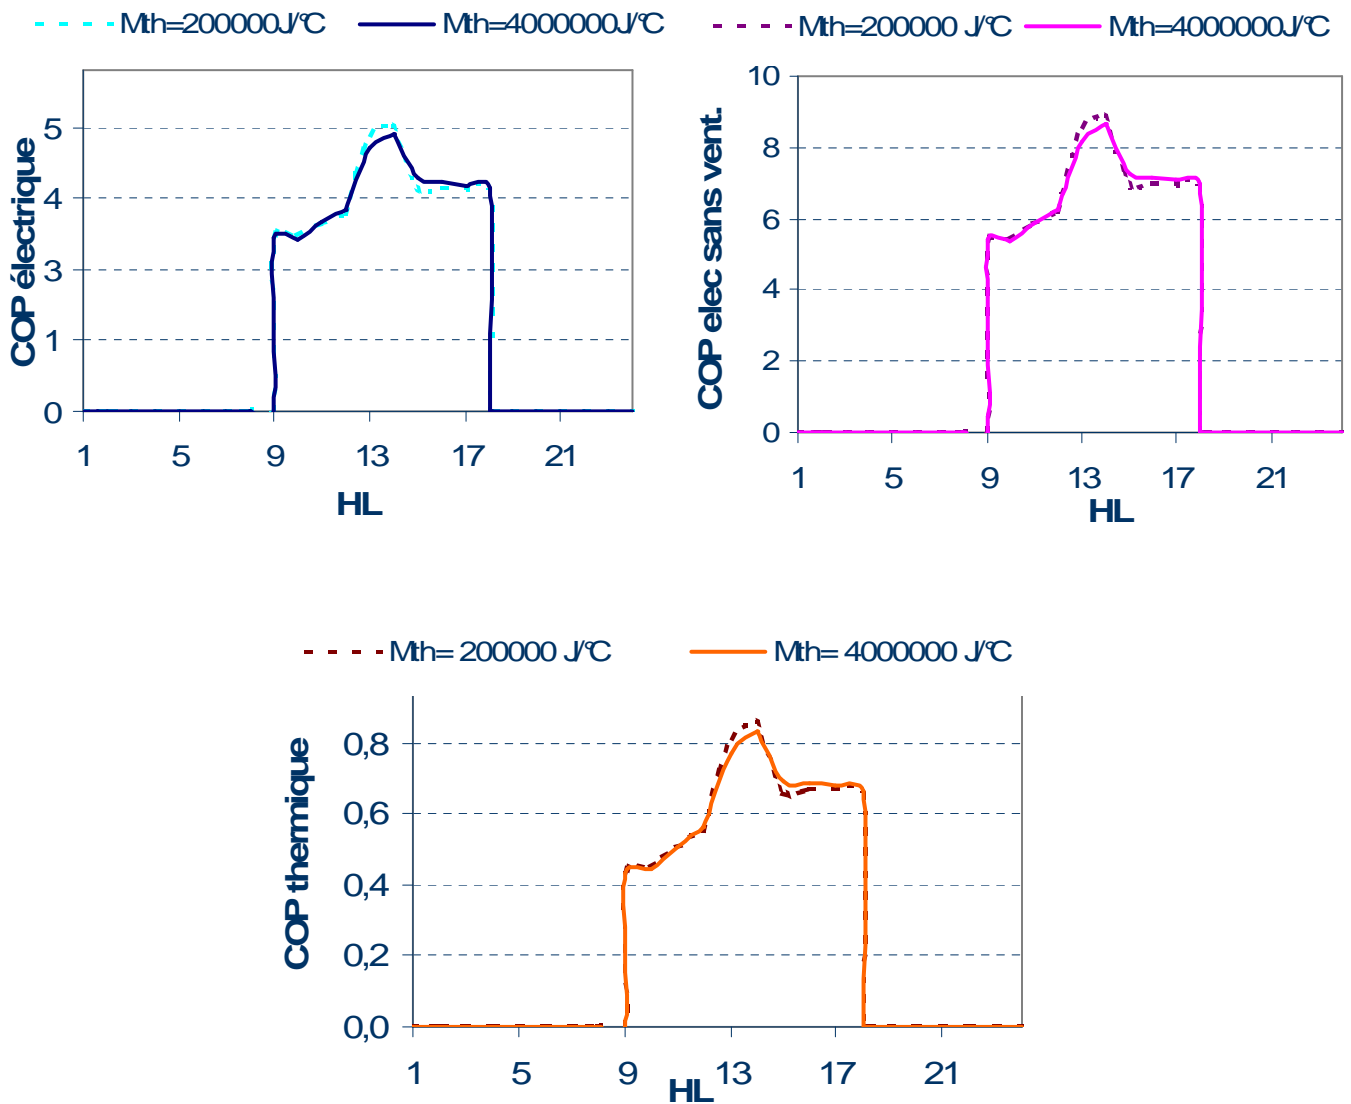 Mth=200000J/°C Mth=4000000J/°C
COP électrique
5
4
3
1
0
1 5 9 13 17 21
HL
Mth=200000 J/°C Mth=4000000J/°C
COP elec sans vent.
10
8
6
4
2
0
1 5 9 13 17 21
HL
Mth= 200000 J/°C Mth= 4000000 J/°C
COP thermique
0,8
0,6
0,4
0,2
0,0
1 5 9 13 17 21
HL